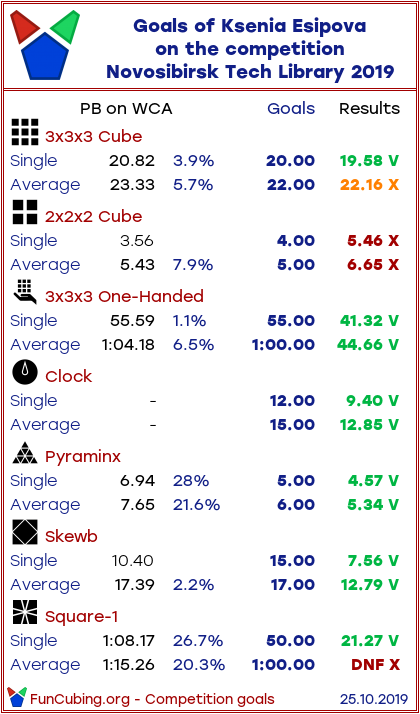 Goals of Ksenia Esipova
on the competition
Novosibirsk Tech Library 2019
PB on WCA Goals Results
3x3x3 Cube
Single 20.82 3.9% 20.00 19.58 V
Average 23.33 5.7% 22.00 22.16 X
2x2x2 Cube
Single 3.56 4.00 5.46 X
Average 5.43 7.9% 5.00 6.65 X
3x3x3 One-Handed
Single 55.59 1.1% 55.00 41.32 V
Average 1:04.18 6.5% 1:00.00 44.66 V
Clock
Single - 12.00 9.40 V
Average - 15.00 12.85 V
Pyraminx
Single 6.94 28% 5.00 4.57 V
Average 7.65 21.6% 6.00 5.34 V
Skewb
Single 10.40 15.00 7.56 V
Average 17.39 2.2% 17.00 12.79 V
Square-1
Single 1:08.17 26.7% 50.00 21.27 V
Average 1:15.26 20.3% 1:00.00 DNF X
FunCubing.org - Competition goals 25.10.2019